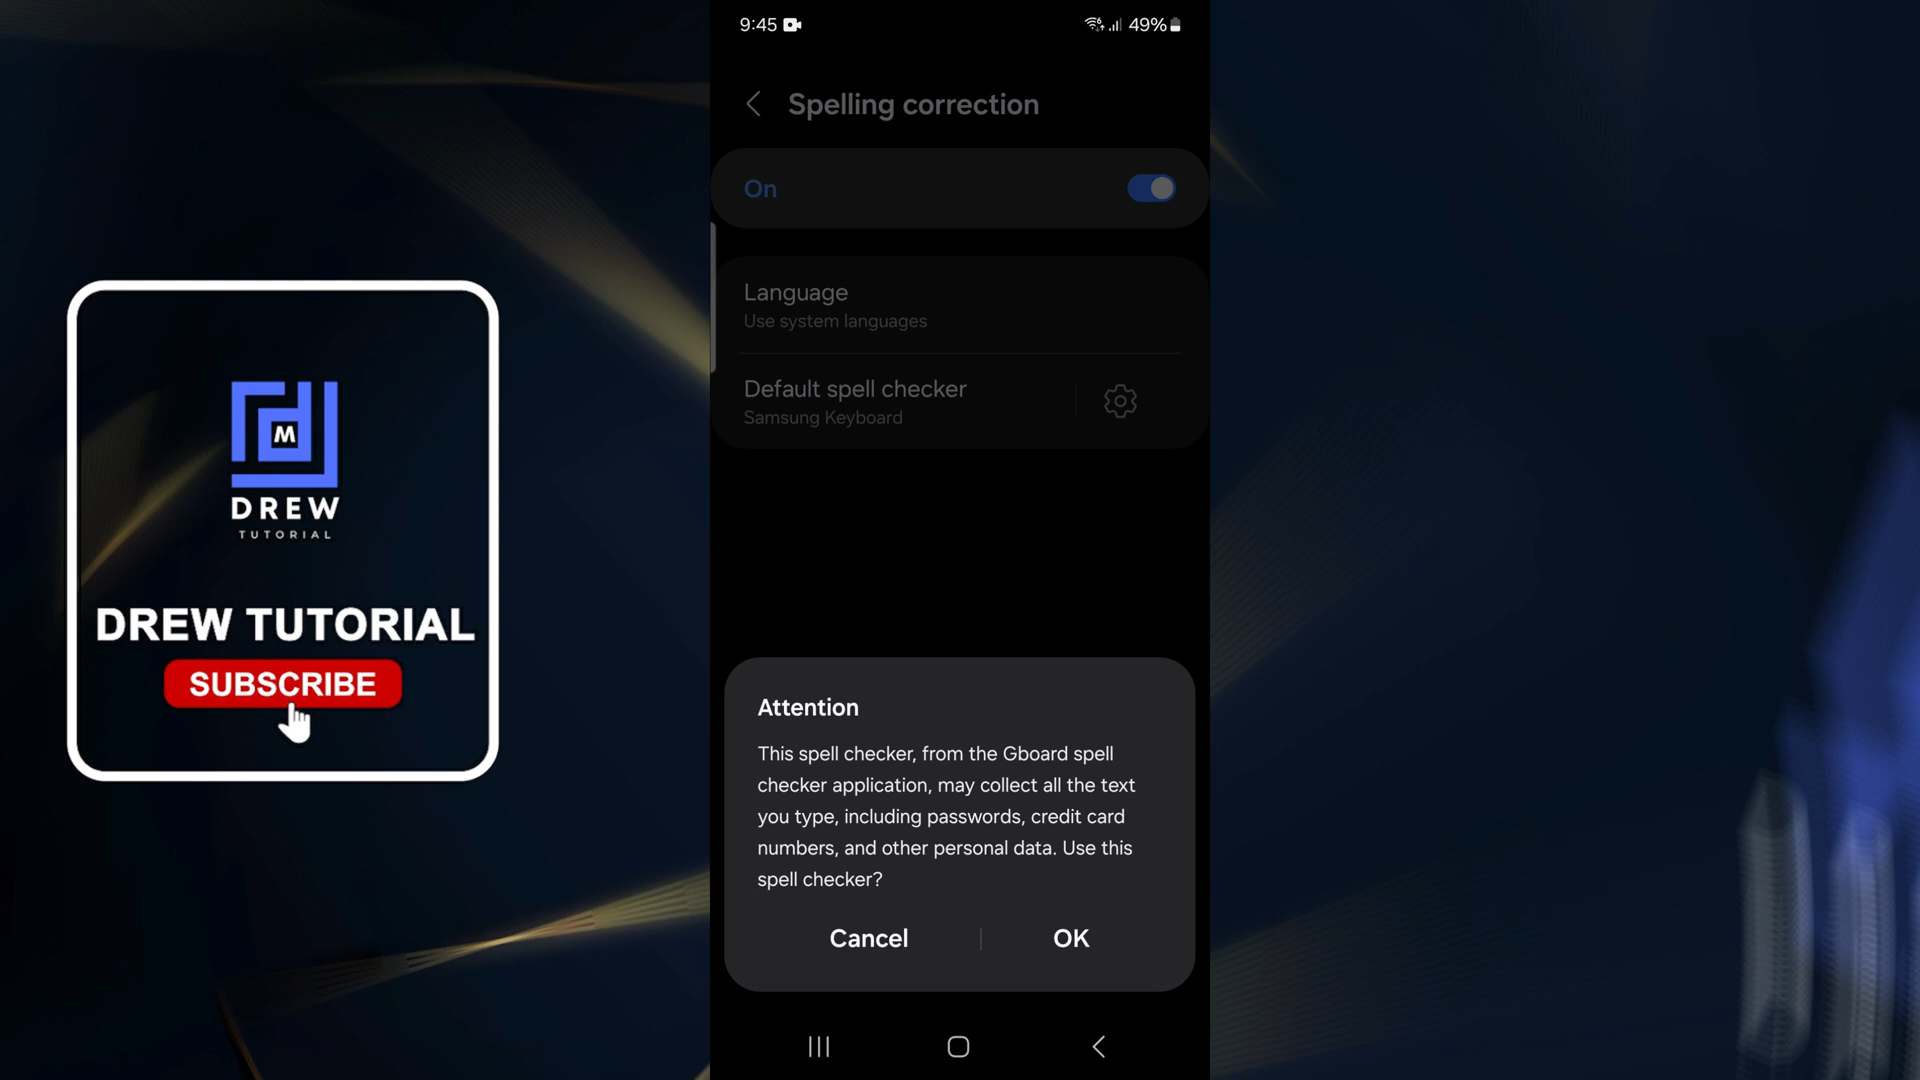 9:45
49%
Spelling correction
On
Language
Use system languages
Default spell checker
Samsung Keyboard
M
DREW
TUTORIAL
DREW TUTORIAL
SUBSCRIBE
Attention
This spell checker, from the Gboard spell
checker application, may collect all the text
you type, including passwords, credit card
numbers, and other personal data. Use this
spell checker?
Cancel
OK